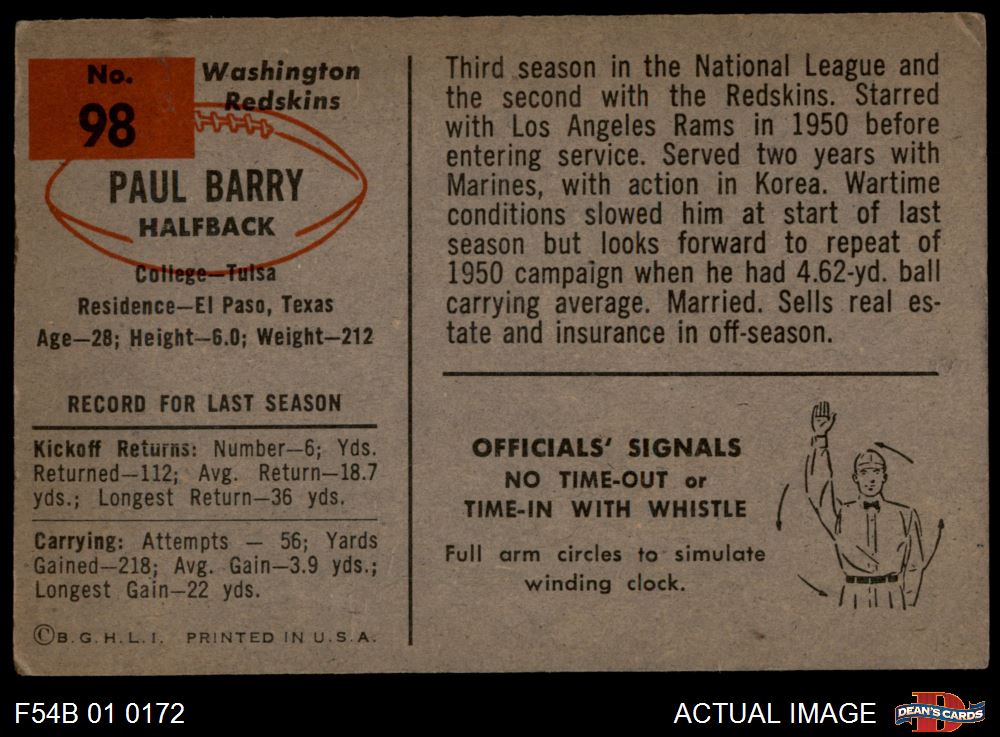 No.
98
Washington
Redskins
PAUL BARRY
HALFBACK
College—Tulsa
Residence—El Paso, Texas
Age—28; Height—6.0; Weight—212
RECORD FOR LAST SEASON
Kickoff Returns: Number—6; Yds.
Returned—112; Avg. Return—18.7
yds.; Longest Return—36 yds.
Carrying: Attempts — 56; Yards
Gained—218; Avg. Gain—3.9 yds.;
Longest Gain—22 yds.
©B. G. H. L. I. PRINTED IN U. S. A.
Third season in the National League and
the second with the Redskins. Starred
with Los Angeles Rams in 1950 before
entering service. Served two years with
Marines, with action in Korea. Wartime
conditions slowed him at start of last
season but looks forward to repeat of
1950 campaign when he had 4.62-yd. ball
carrying average. Married. Sells real es-
tate and insurance in off-season.
OFFICIALS' SIGNALS
NO TIME-OUT or
TIME-IN WITH WHISTLE
Full arm circles to simulate
winding clock.
F54B 01 0172
ACTUAL IMAGE
D
DEAN'S CARDS